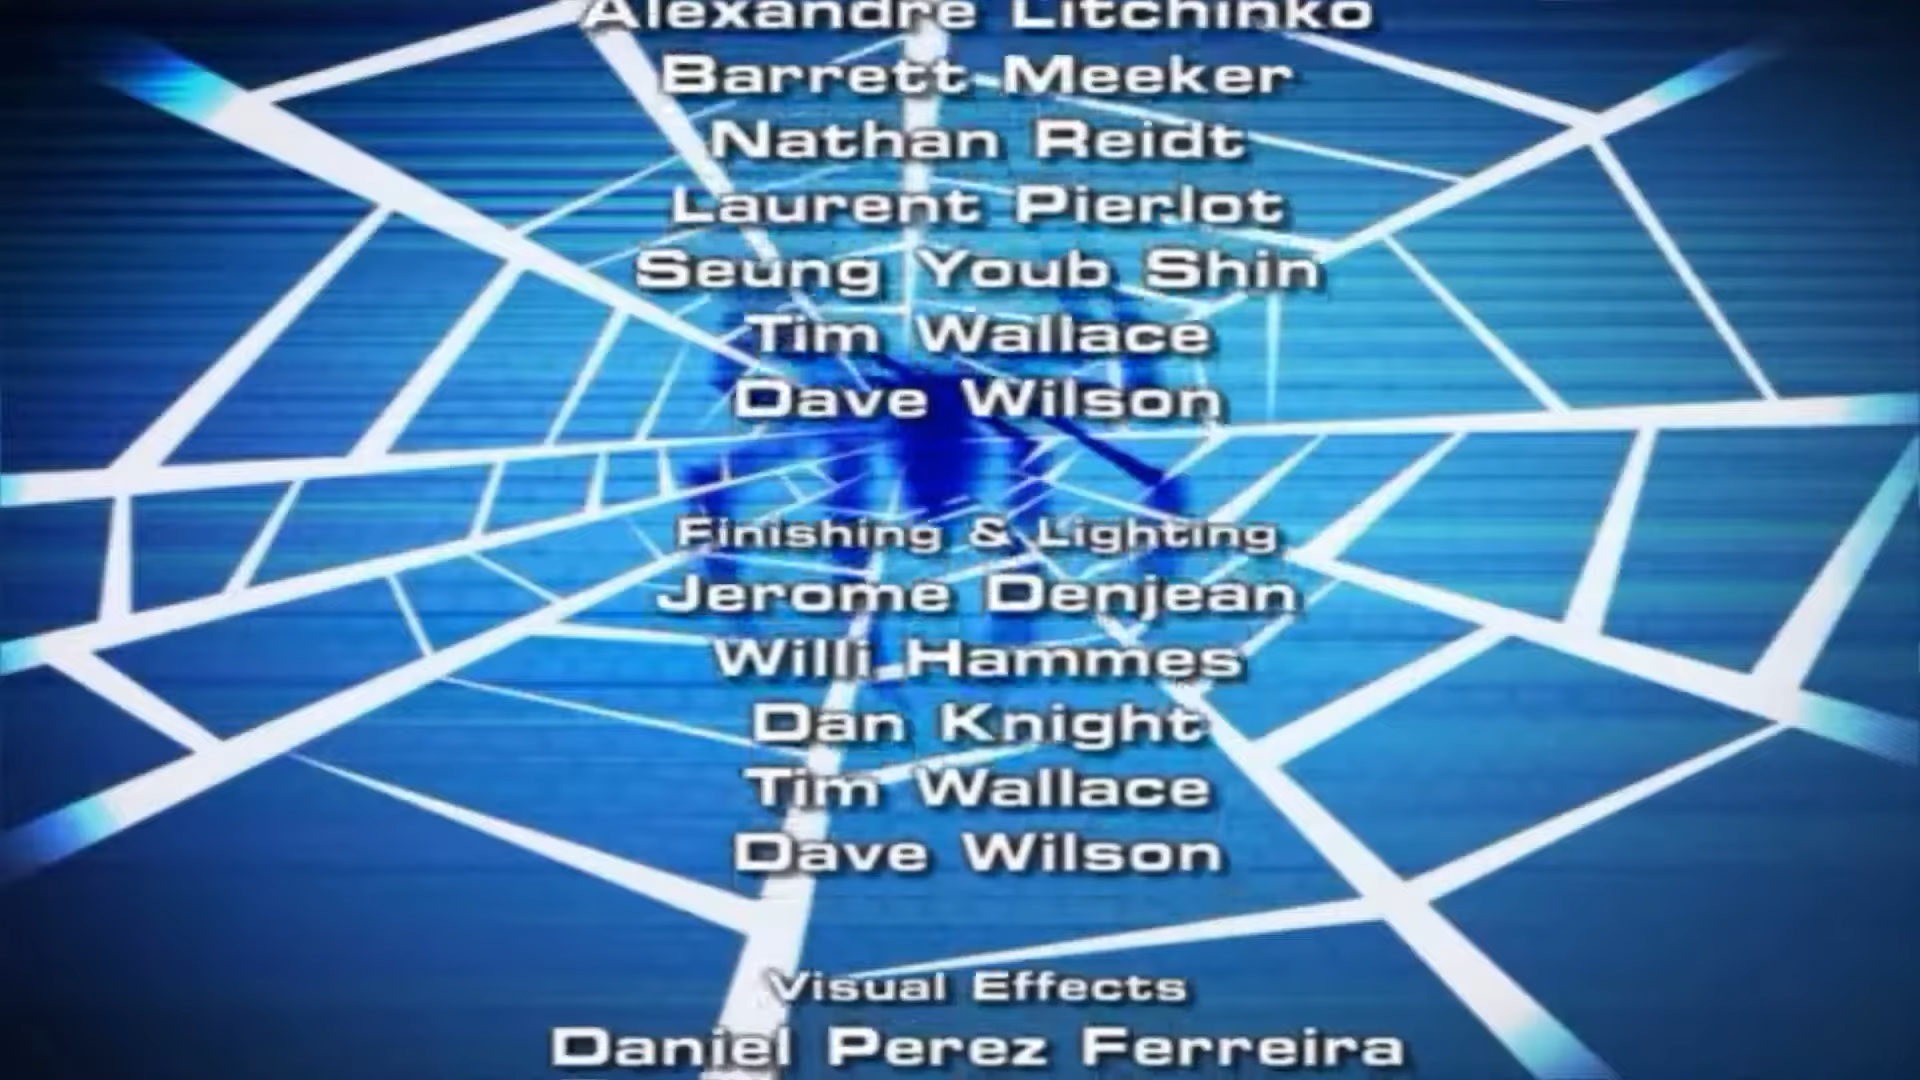 Alexandre Litchinko
Barrett Meeker
Nathan Reidt
Laurent Pierlot
Seung Youb Shin
Tim Wallace
Dave Wilson
Finishing & Lighting
Jerome Denjean
Willi Hammes
Dan Knight
Tim Wallace
Dave Wilson
Visual Effects
Daniel Perez Ferreira